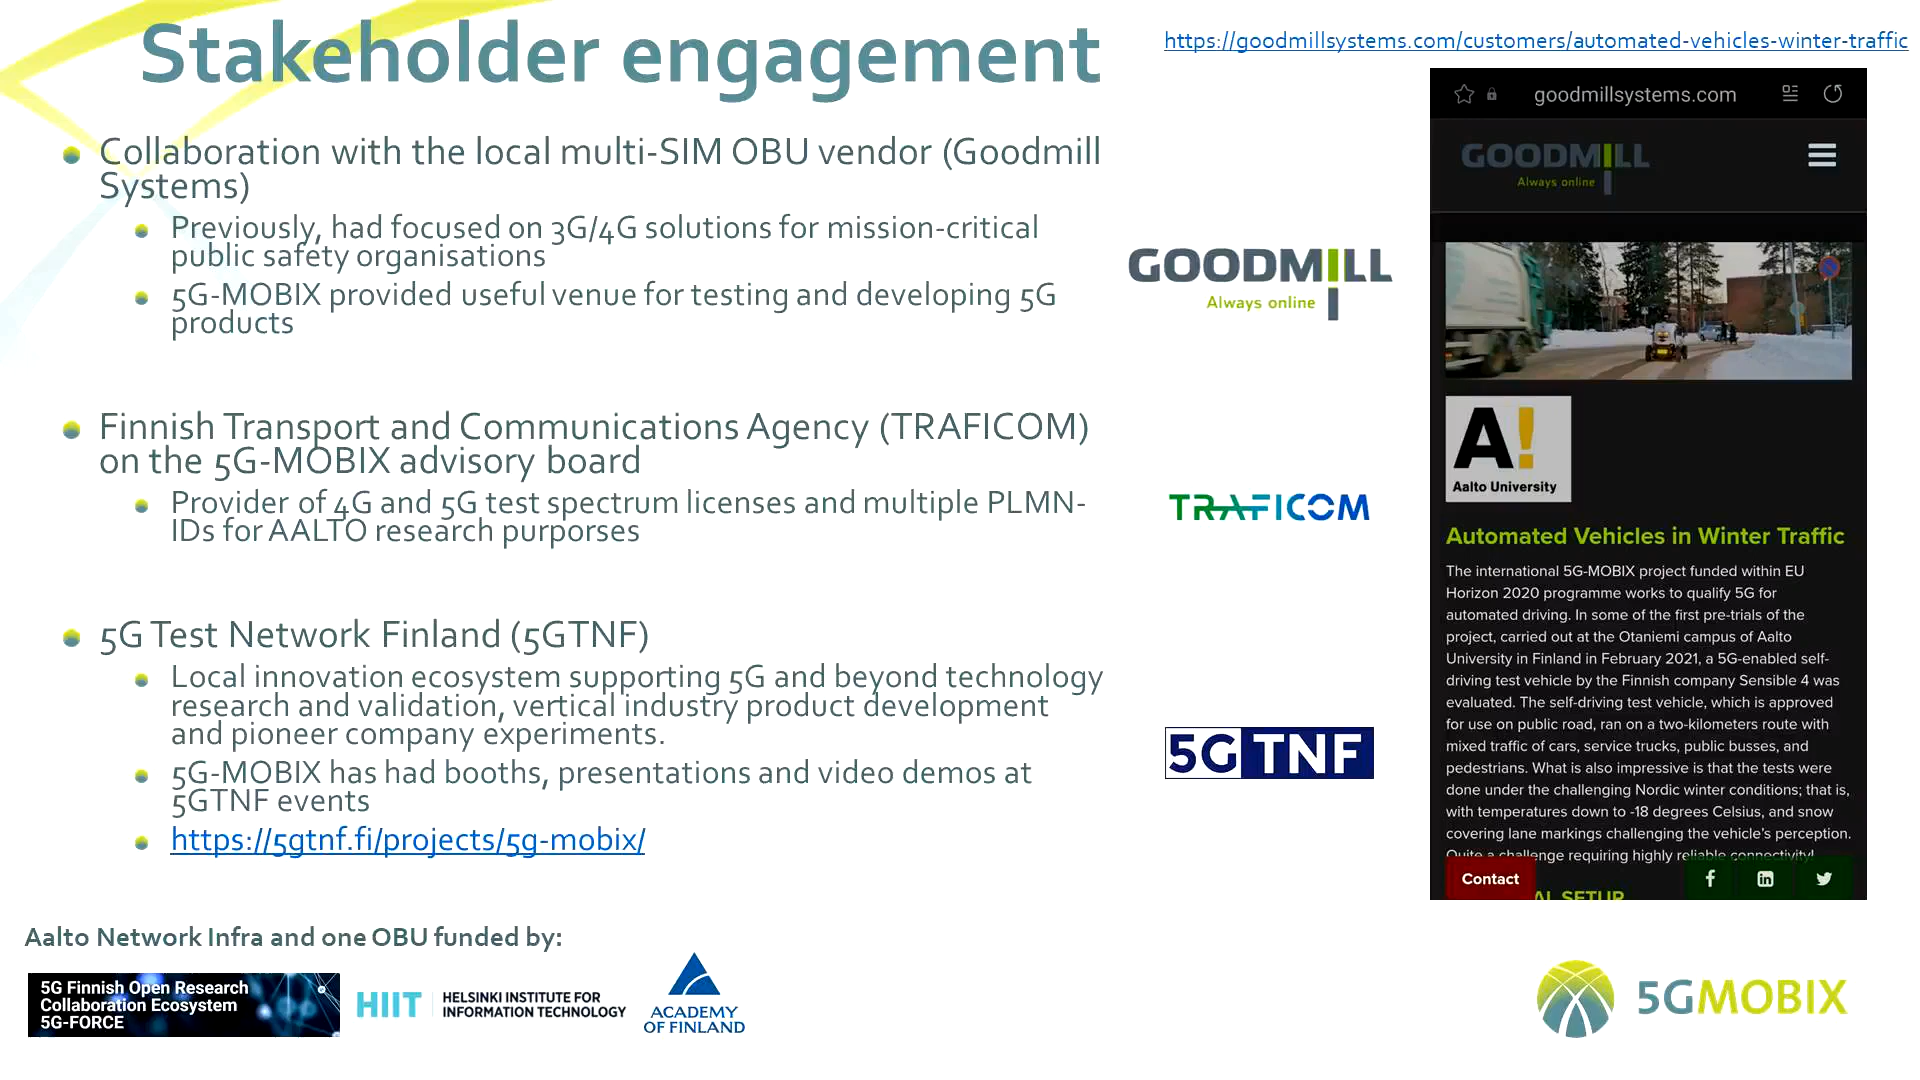 Stakeholder engagement
https://goodmillsystems.com/customers/automated-vehicles-winter-traffic
Collaboration with the local multi-SIM OBU vendor (Goodmill
Systems)
Previously, had focused on 3G/4G solutions for mission-critical
public safety organisations
5G-MOBIX provided useful venue for testing and developing 5G
products
Finnish Transport and Communications Agency (TRAFICOM)
on the 5G-MOBIX advisory board
Provider of 4G and 5G test spectrum licenses and multiple PLMN-
IDs for AALTO research purporses
5G Test Network Finland (5GTNF)
Local innovation ecosystem supporting 5G and beyond technology
research and validation, vertical industry product development
and pioneer company experiments.
5G-MOBIX has had booths, presentations and video demos at
5GTNF events
https://5gtnf.fi/projects/5g-mobix/
GOODMILL
Always online
TRAFICOM
5GTNF
goodmillsystems.com
GOODMILL
Always online
A!
Aalto University
Automated Vehicles in Winter Traffic
The international 5G-MOBIX project funded within EU
Horizon 2020 programme works to qualify 5G for
automated driving. In some of the first pre-trials of the
project, carried out at the Otaniemi campus of Aalto
University in Finland in February 2021, a 5G-enabled self-
driving test vehicle by the Finnish company Sensible 4 was
evaluated. The self-driving test vehicle, which is approved
for use on public road, ran on a two-kilometers route with
mixed traffic of cars, service trucks, public busses, and
pedestrians. What is also impressive is that the tests were
done under the challenging Nordic winter conditions; that is,
with temperatures down to -18 degrees Celsius, and snow
covering lane markings challenging the vehicle's perception.
Quite a challenge requiring highly reliable connectivity!
Contact
SETUP
Aalto Network Infra and one OBU funded by:
5G Finnish Open Research
Collaboration Ecosystem
5G-FORCE
HIIT
HELSINKI INSTITUTE FOR
INFORMATION TECHNOLOGY
ACADEMY
OF FINLAND
5GMOBIX